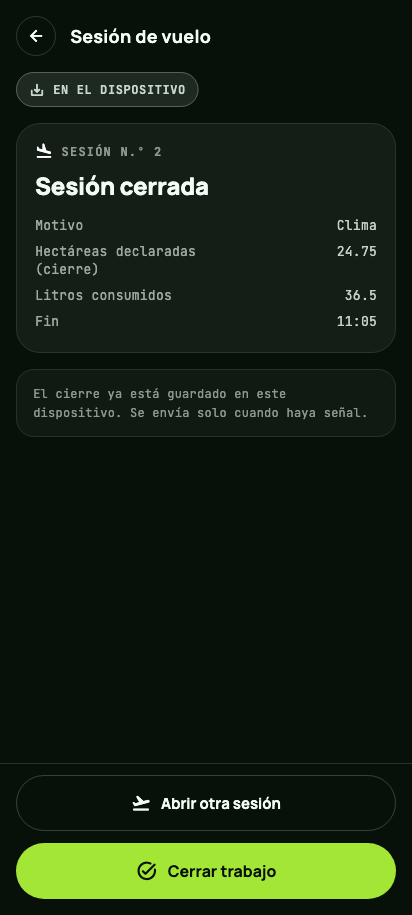 Sesión de vuelo
EN EL DISPOSITIVO
SESIÓN N.° 2
Sesión cerrada
Motivo Clima
Hectáreas declaradas 24.75
(cierre)
Litros consumidos 36.5
Fin 11:05
El cierre ya está guardado en este
dispositivo. Se envía solo cuando haya señal.
Abrir otra sesión
Cerrar trabajo